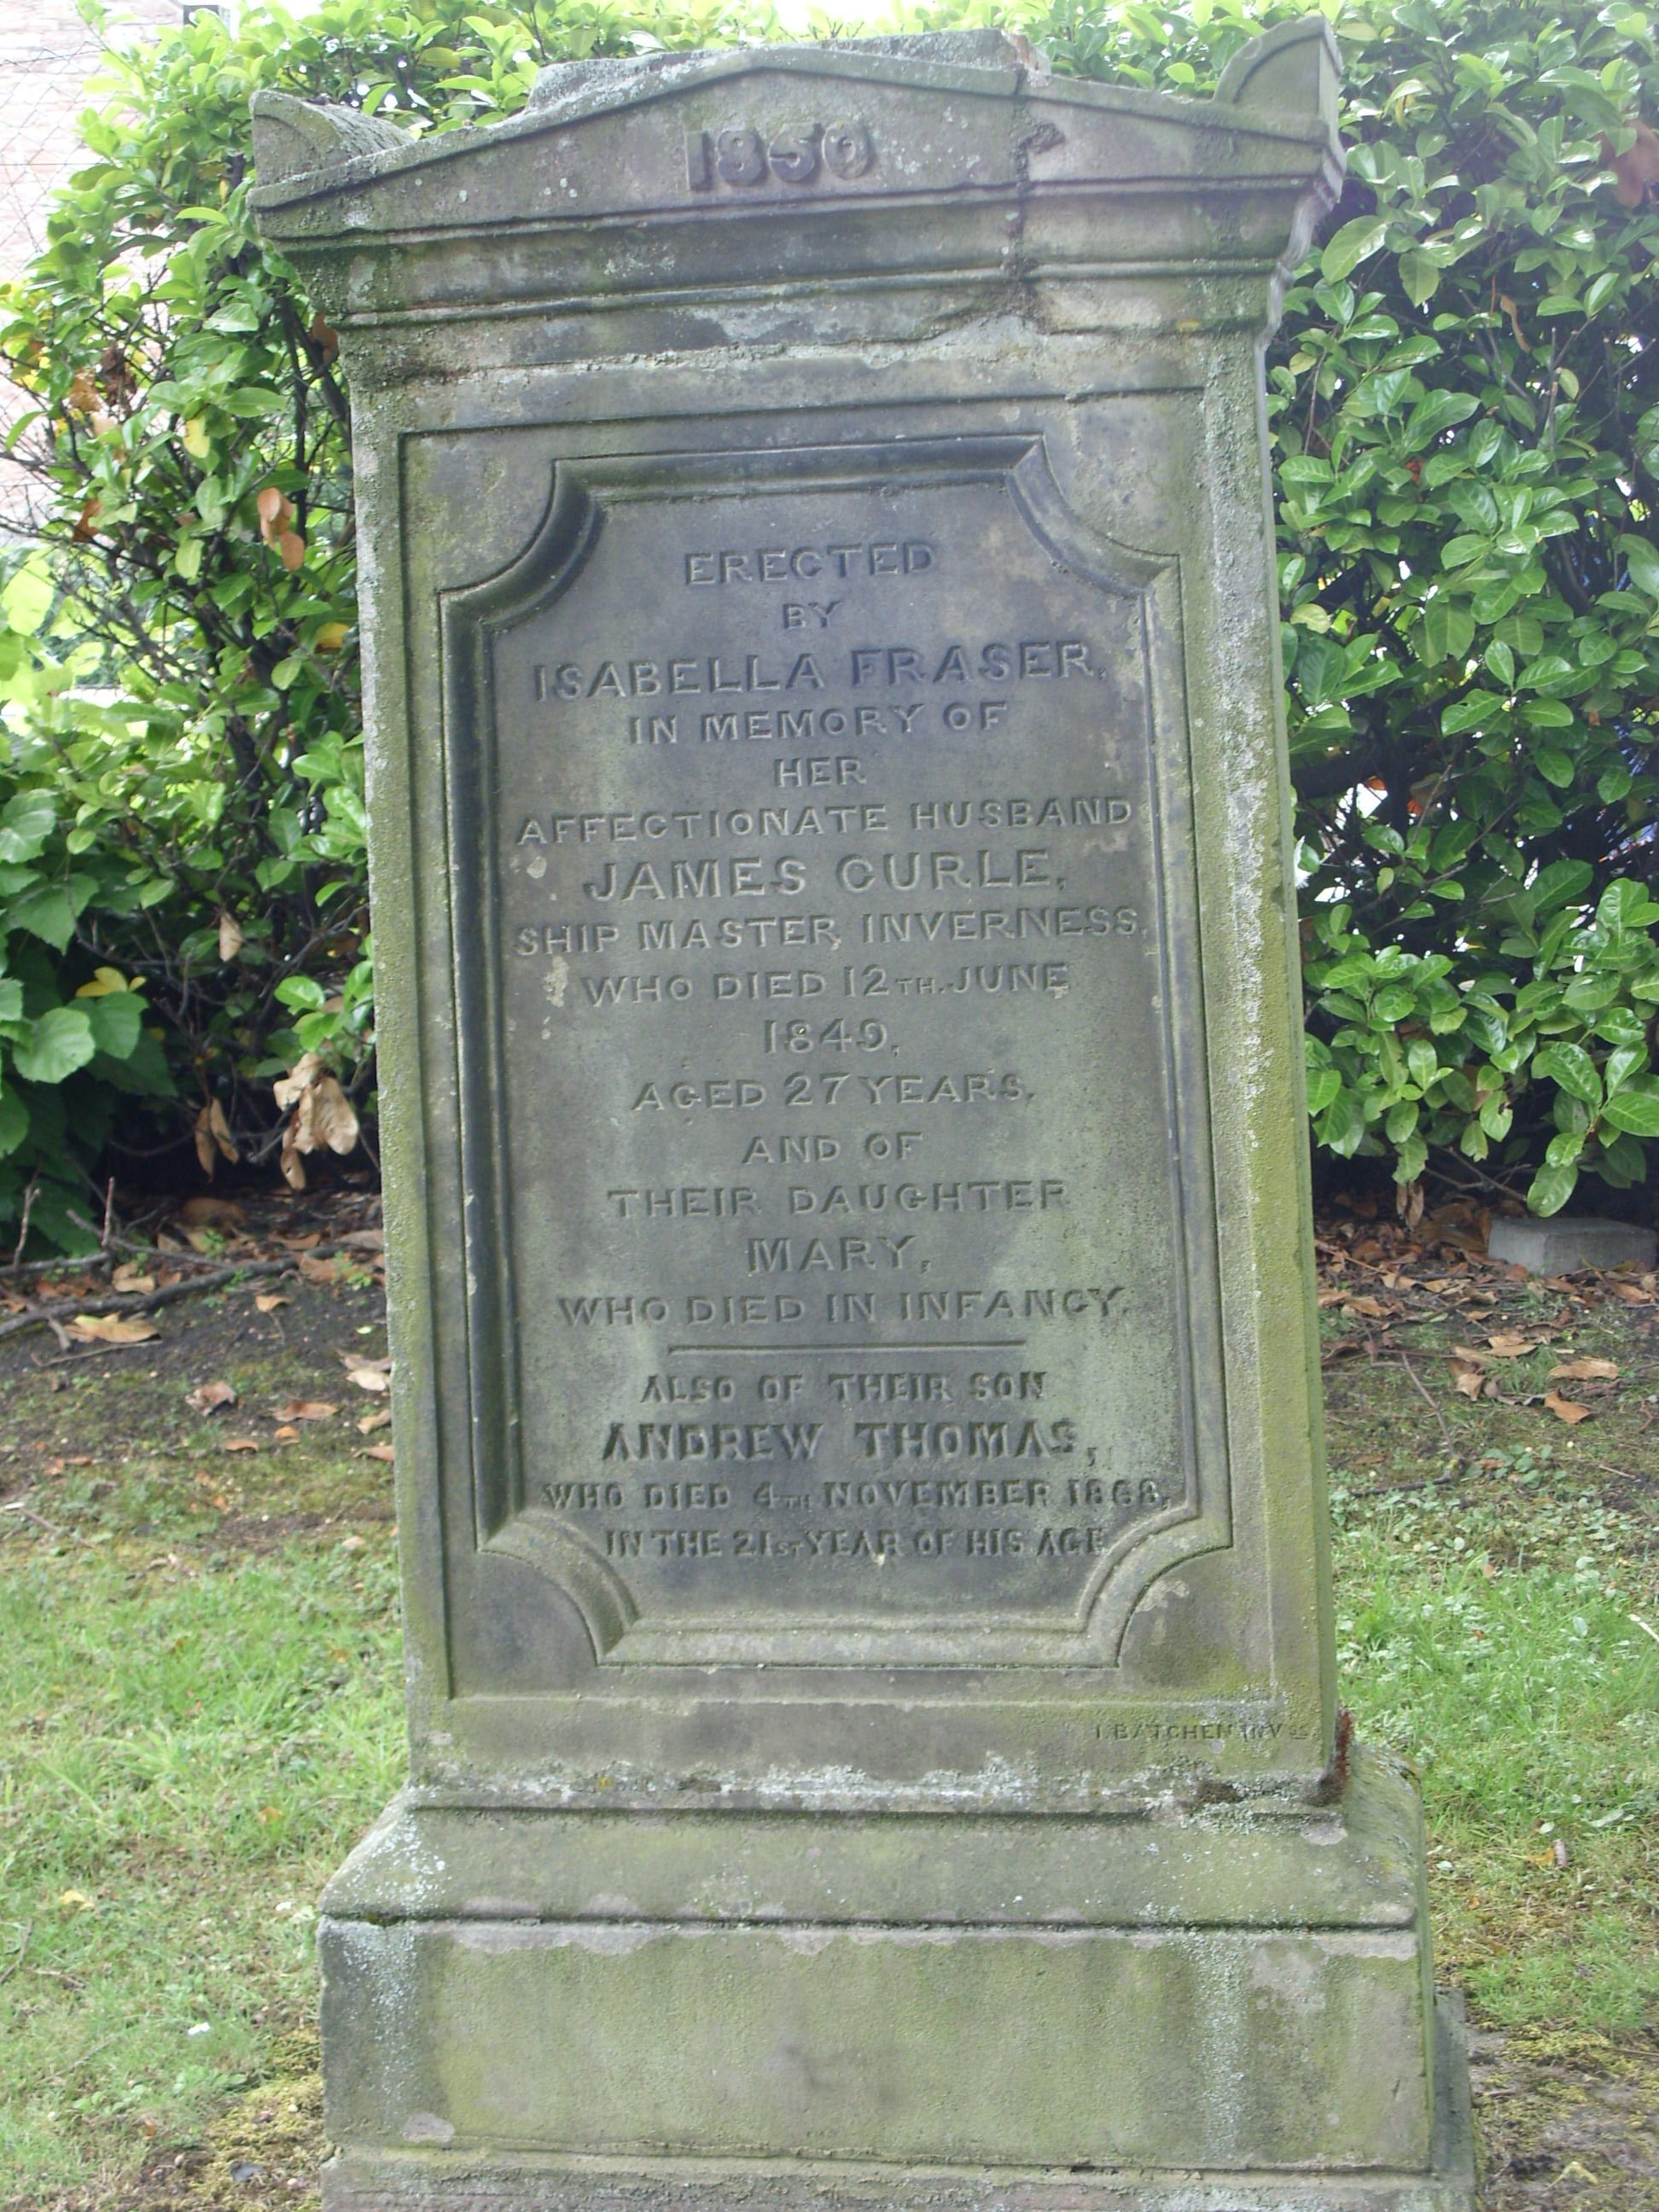 1850
ERECTED
BY
ISABELLA FRASER,
IN MEMORY OF
HER
AFFECTIONATE HUSBAND
JAMES CURLE,
SHIP MASTER, INVERNESS,
WHO DIED 12TH. JUNE
1849,
AGED 27 YEARS.
AND OF
THEIR DAUGHTER
MARY,
WHO DIED IN INFANCY.
ALSO OF THEIR SON
ANDREW THOMAS,
WHO DIED 4TH NOVEMBER 1868,
IN THE 21ST YEAR OF HIS AGE
I. BATCHEN INVSS